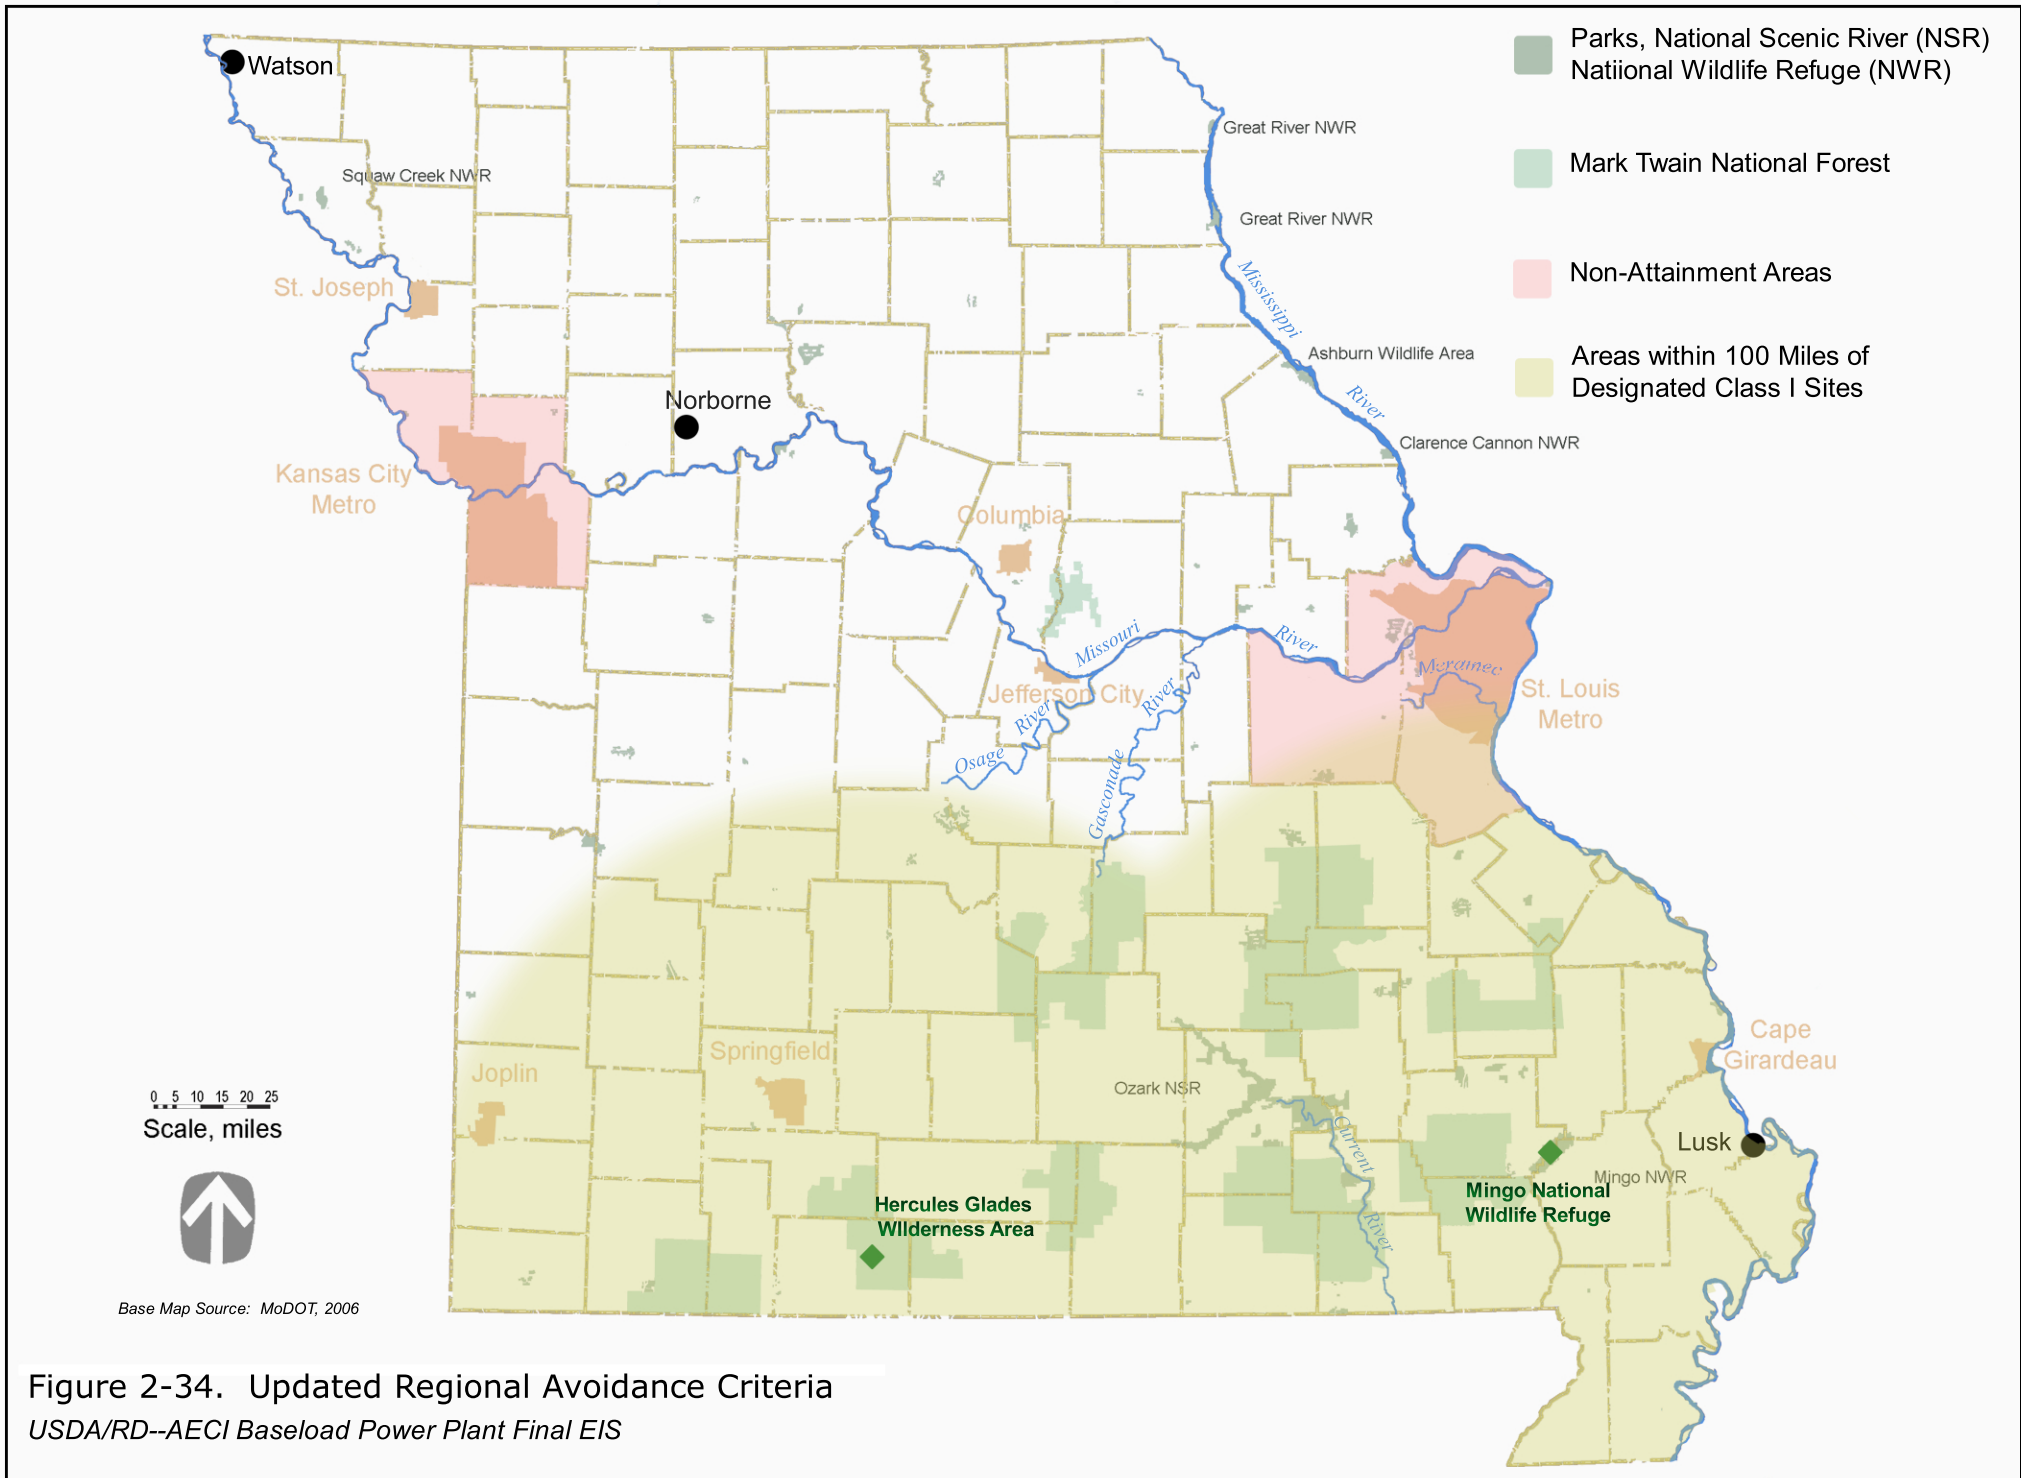 Watson
Parks, National Scenic River (NSR)
Natiional Wildlife Refuge (NWR)
Great River NWR
Mark Twain National Forest
Squaw Creek NWR
Great River NWR
Mississippi
Non-Attainment Areas
St. Joseph
Ashburn Wildlife Area
Areas within 100 Miles of
Designated Class I Sites
River
Norborne
Clarence Cannon NWR
Kansas City
Metro
Columbia
Missouri
River
Meramec
Jefferson City
St. Louis
Metro
River
River
Osage
Gasconade
Cape
Girardeau
Springfield
Joplin
Ozark NSR
0 5 10 15 20 25
Scale, miles
Current
Lusk
Mingo NWR
Mingo National
Wildlife Refuge
Hercules Glades
WIlderness Area
River
Base Map Source: MoDOT, 2006
Figure 2-34. Updated Regional Avoidance Criteria
USDA/RD--AECI Baseload Power Plant Final EIS